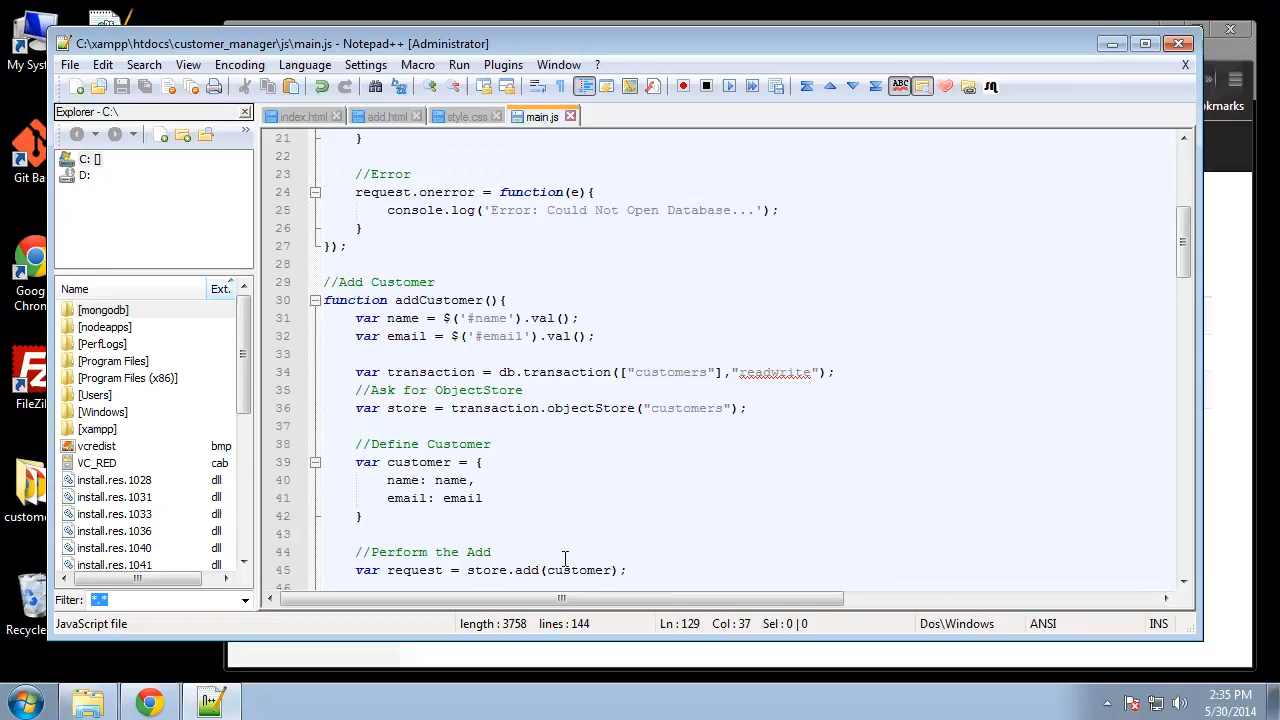 My Sys
C:\xampp\htdocs\customer_manager\js\main.js - Notepad++ [Administrator]
File Edit Search View Encoding Language Settings Macro Run Plugins Window ? X
ABC
okmarks
Explorer - C:\
index.html add.html style.css main.js
C: []
D:
Name Ext.
[mongodb]
[nodeapps]
[PerfLogs]
[Program Files]
[Program Files (x86)]
[Users]
[Windows]
[xampp]
vcredist bmp
VC_RED cab
install.res.1028 dll
install.res.1031 dll
install.res.1033 dll
install.res.1036 dll
install.res.1040 dll
install.res.1041 dll
Filter: *.*
21 }
22
23 //Error
24 request.onerror = function(e){
25 console.log('Error: Could Not Open Database...');
26 }
27 });
28
29 //Add Customer
30 function addCustomer(){
31 var name = $('#name').val();
32 var email = $('#email').val();
33
34 var transaction = db.transaction(["customers"],"readwrite");
35 //Ask for ObjectStore
36 var store = transaction.objectStore("customers");
37
38 //Define Customer
39 var customer = {
40 name: name,
41 email: email
42 }
43
44 //Perform the Add
45 var request = store.add(customer);
46
Git Ba
Goog
Chron
FileZil
custom
Recycle
JavaScript file length : 3758 lines : 144 Ln : 129 Col : 37 Sel : 0 | 0 Dos\Windows ANSI INS
2:35 PM
5/30/2014